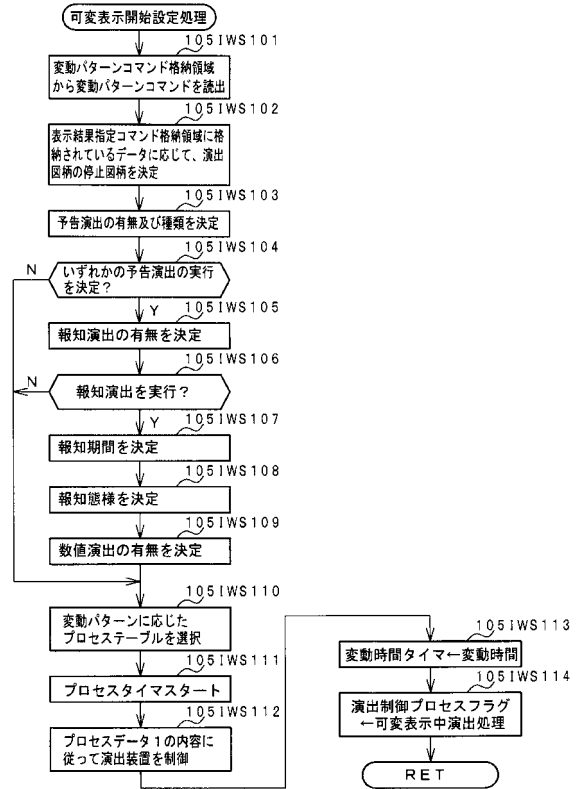 可変表示開始設定処理
105IWS101
変動パターンコマンド格納領域
から変動パターンコマンドを読出
105IWS102
表示結果指定コマンド格納領域に格
納されているデータに応じて、演出
図柄の停止図柄を決定
105IWS103
予告演出の有無及び種類を決定
105IWS104
N
いずれかの予告演出の実行
を決定?
Y
105IWS105
報知演出の有無を決定
105IWS106
N
報知演出を実行?
Y
105IWS107
報知期間を決定
105IWS108
報知態様を決定
105IWS109
数値演出の有無を決定
105IWS110
変動パターンに応じた
プロセステーブルを選択
105IWS111
プロセスタイマスタート
105IWS112
プロセスデータ1の内容に
従って演出装置を制御
105IWS113
変動時間タイマ←変動時間
105IWS114
演出制御プロセスフラグ
←可変表示中演出処理
RET